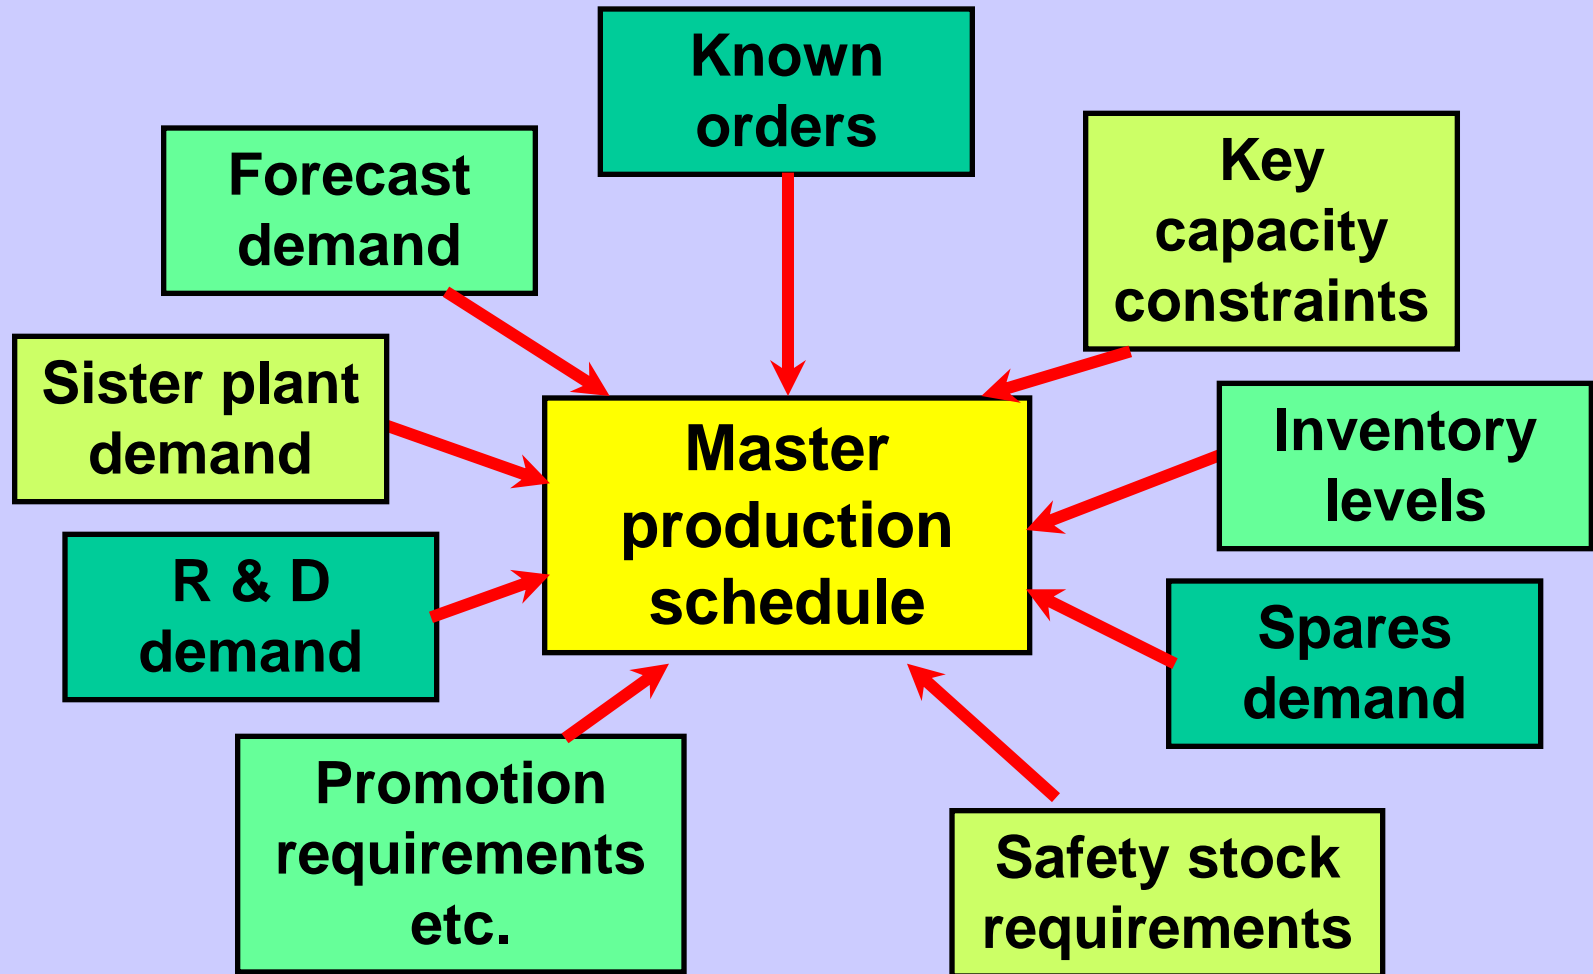 Known
orders
Forecast
demand
Key
capacity
constraints
Sister plant
demand
Master
production
schedule
Inventory
levels
R & D
demand
Spares
demand
Promotion
requirements
etc.
Safety stock
requirements